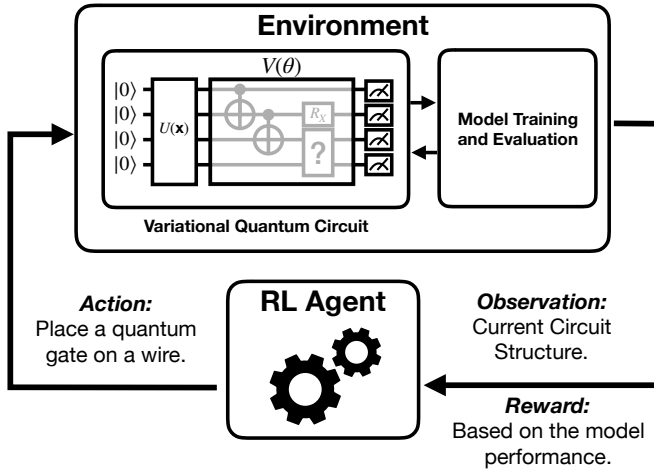 Environment
V(θ)
|0⟩
|0⟩
|0⟩
|0⟩
U(x)
R_X
?
Model Training
and Evaluation
Variational Quantum Circuit
Action:
Place a quantum
gate on a wire.
RL Agent
Observation:
Current Circuit
Structure.
Reward:
Based on the model
performance.